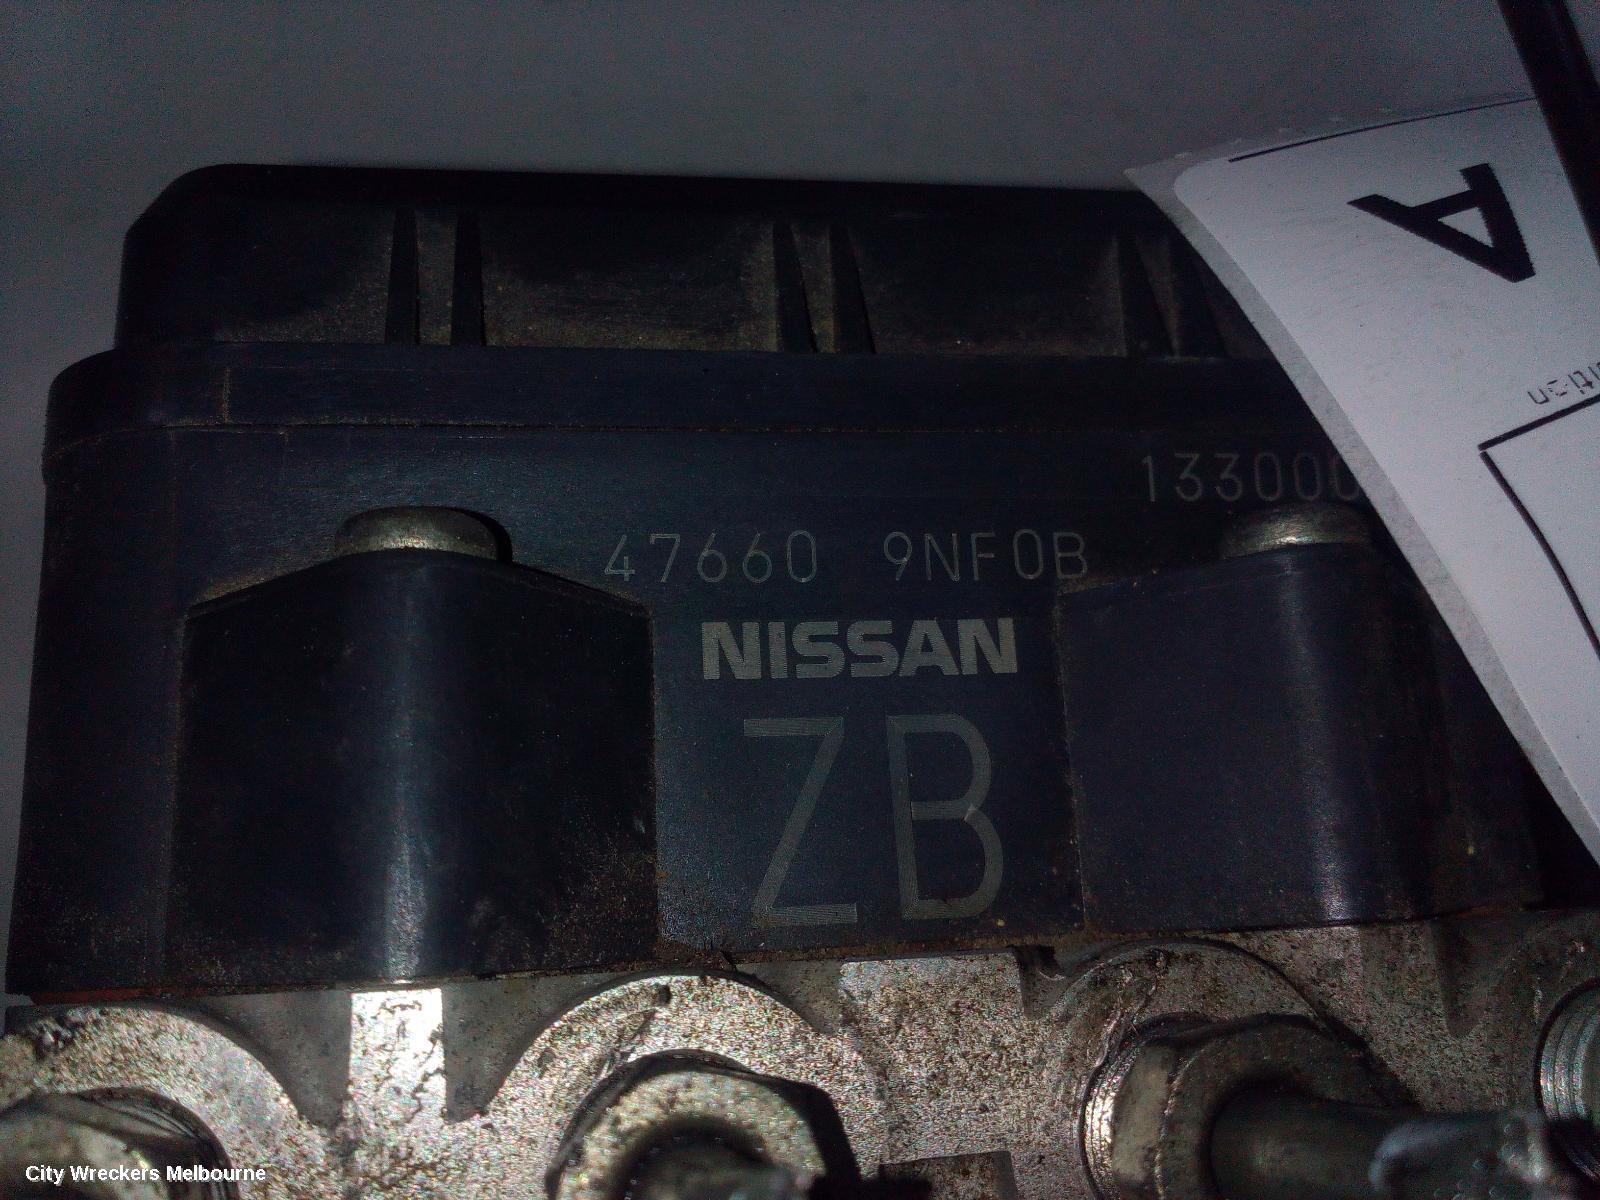 A
133000
47660 9NF0B
NISSAN
ZB
City Wreckers Melbourne